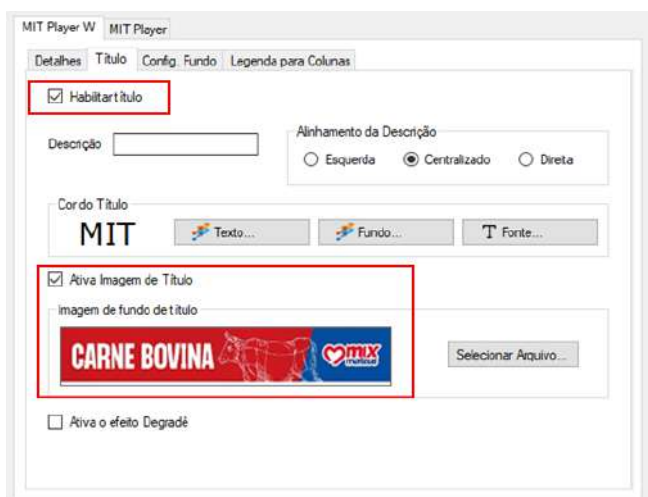 MIT Player W MIT Player
Detalhes Título Config. Fundo Legenda para Colunas
Habilitar título
Descrição
Alinhamento da Descrição
Esquerda Centralizado Direta
Cor do Título
MIT Texto... Fundo... T Fonte...
Ativa Imagem de Título
Imagem de fundo de título
CARNE BOVINA mix mateus
Selecionar Arquivo...
Ativa o efeito Degradê